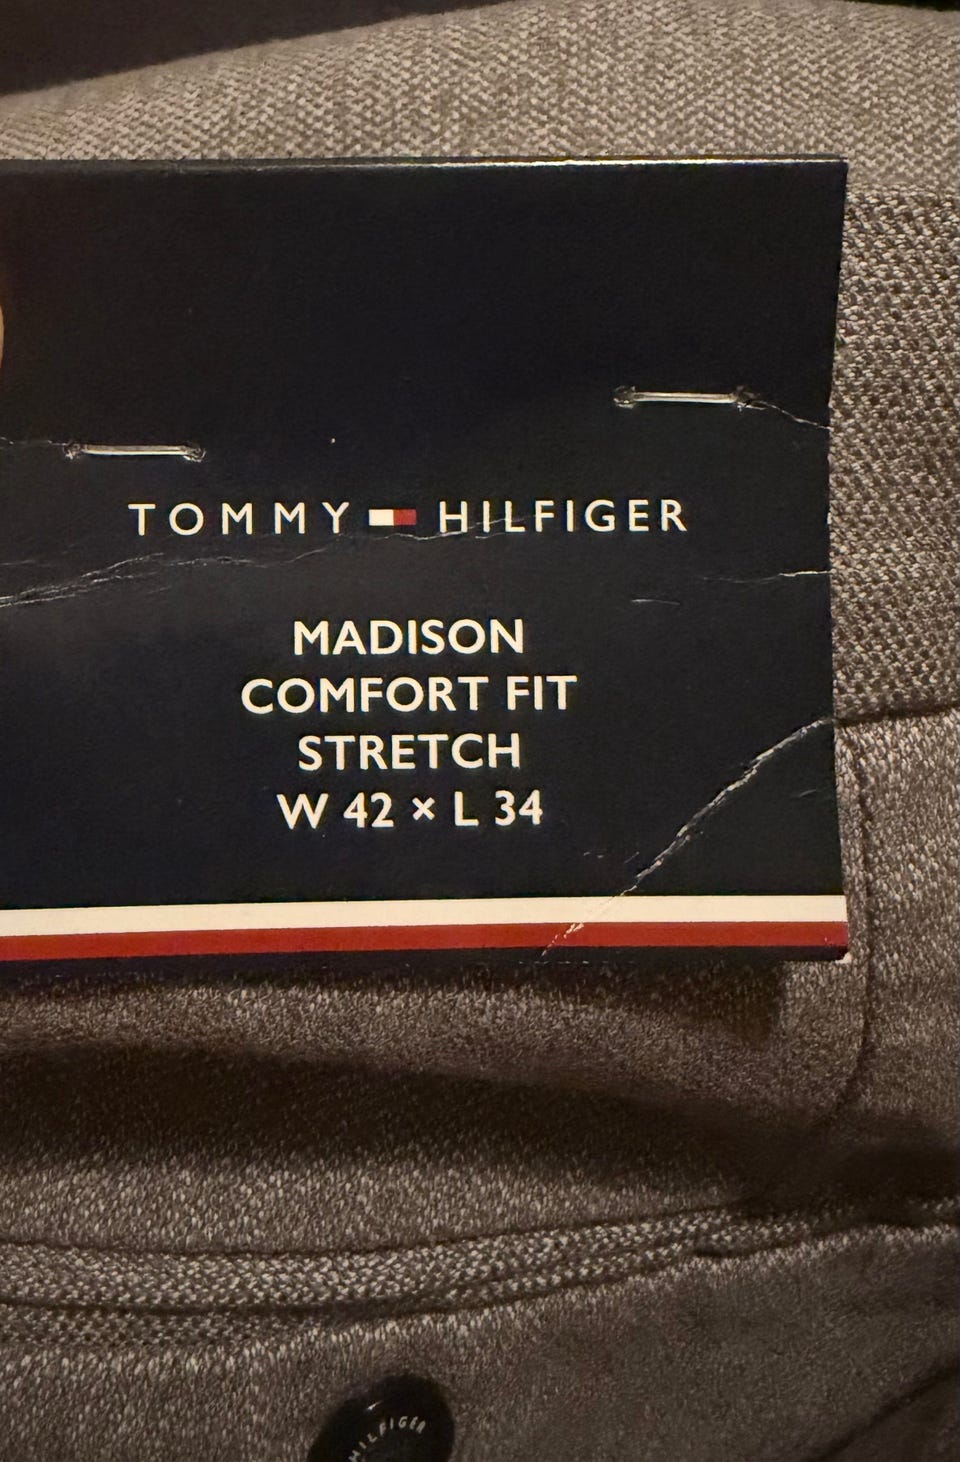 TOMMY HILFIGER
MADISON
COMFORT FIT
STRETCH
W 42 × L 34
HILFIGER